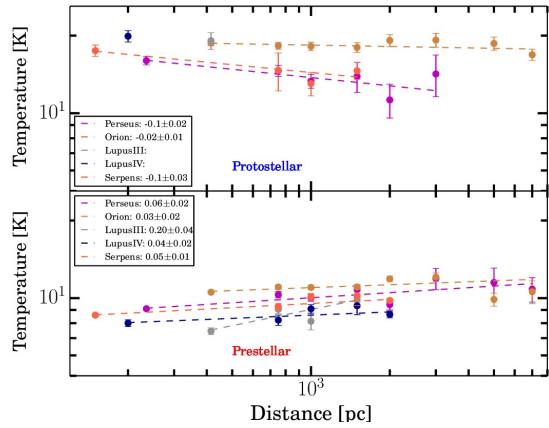 Temperature [K]
10¹
Perseus: -0.1±0.02
Orion: -0.02±0.01
LupusIII:
LupusIV:
Serpens: -0.1±0.03
Protostellar
Temperature [K]
10¹
Perseus: 0.06±0.02
Orion: 0.03±0.02
LupusIII: 0.20±0.04
LupusIV: 0.04±0.02
Serpens: 0.05±0.01
Prestellar
10³
Distance [pc]